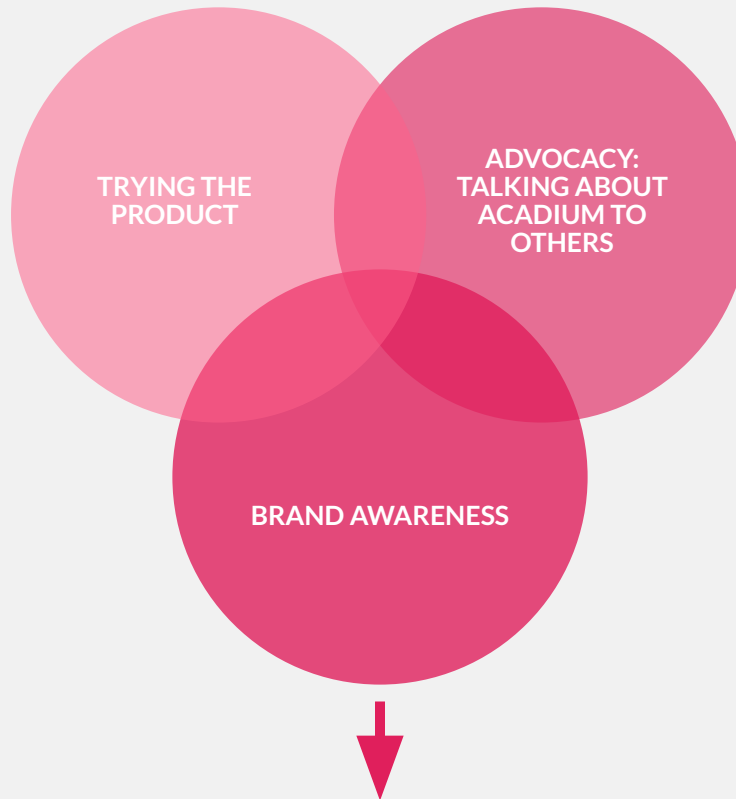 TRYING THE
PRODUCT
ADVOCACY:
TALKING ABOUT
ACADIUM TO
OTHERS
BRAND AWARENESS